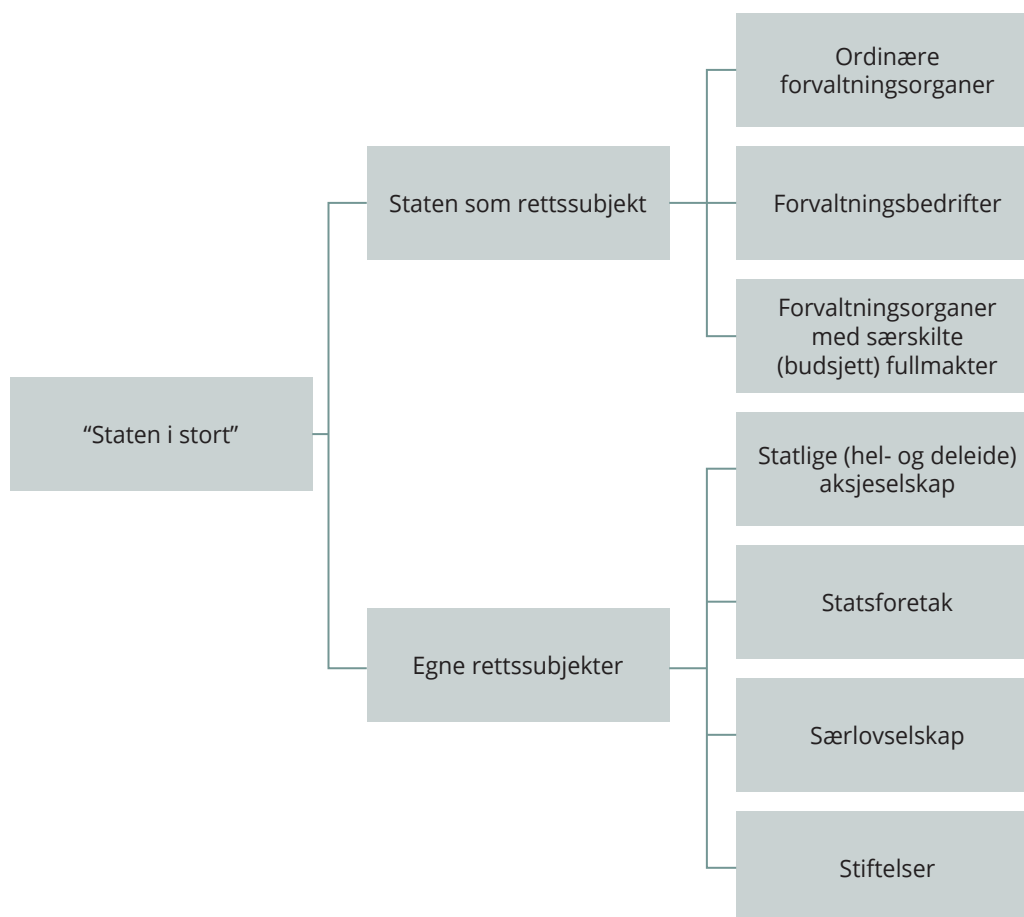 Ordinære
forvaltningsorganer
Staten som rettssubjekt
Forvaltningsbedrifter
Forvaltningsorganer
med særskilte
(budsjett) fullmakter
“Staten i stort”
Statlige (hel- og deleide)
aksjeselskap
Statsforetak
Egne rettssubjekter
Særlovselskap
Stiftelser